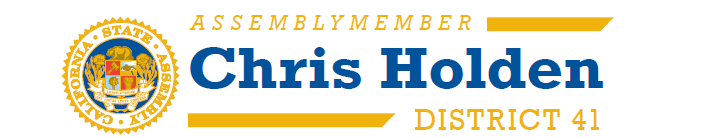 CALIFORNIA STATE ASSEMBLY
ASSEMBLYMEMBER
Chris Holden
DISTRICT 41